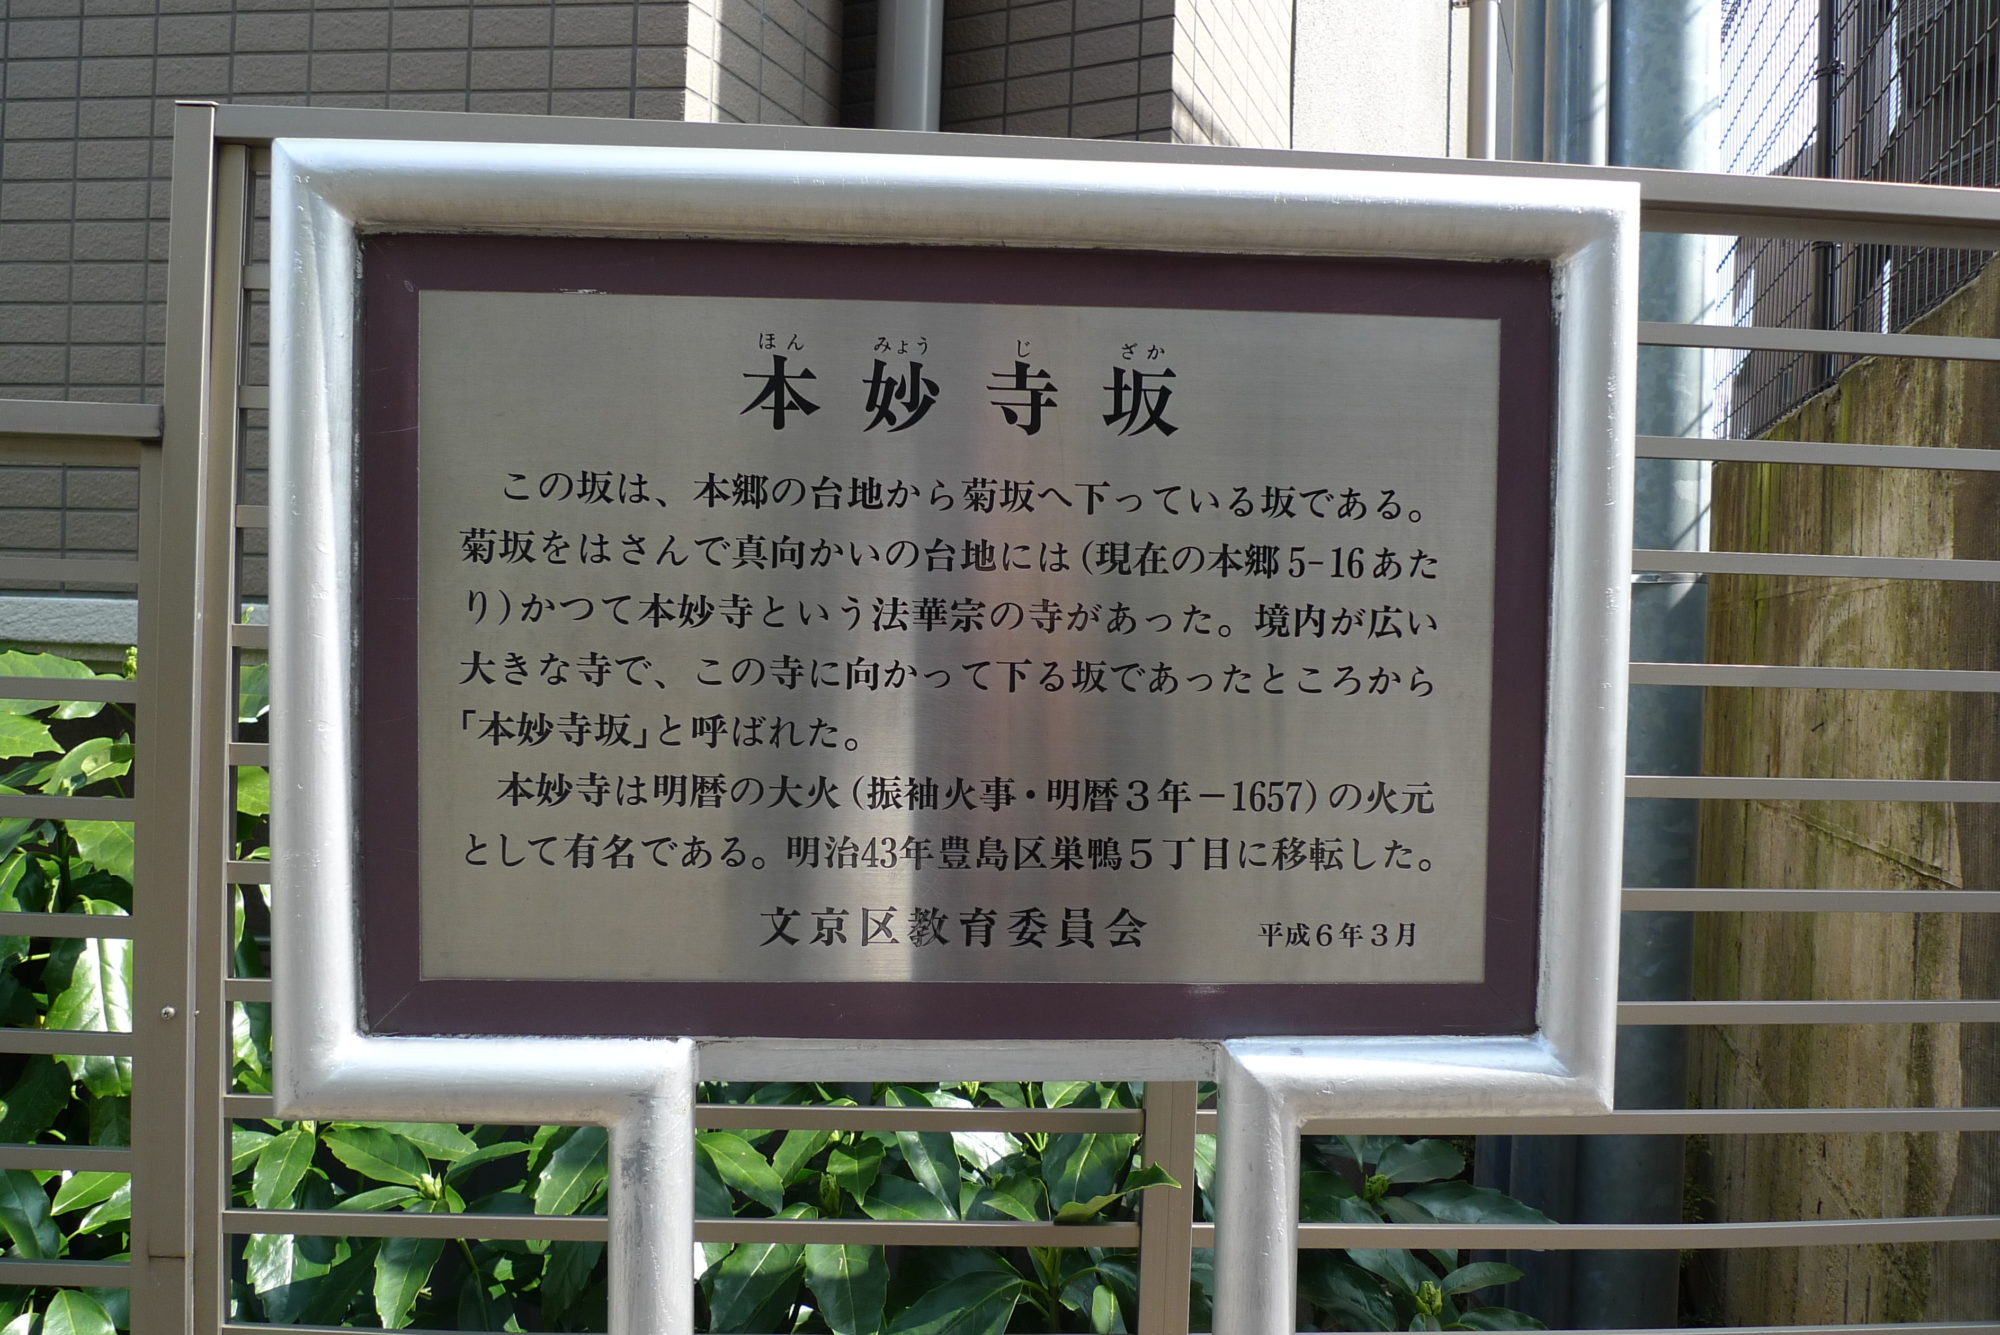 ほん みょう じ ざか
本妙寺坂
この坂は、本郷の台地から菊坂へ下っている坂である。
菊坂をはさんで真向かいの台地には(現在の本郷5-16あた
り)かつて本妙寺という法華宗の寺があった。境内が広い
大きな寺で、この寺に向かって下る坂であったところから
「本妙寺坂」と呼ばれた。
本妙寺は明暦の大火(振袖火事・明暦3年－1657)の火元
として有名である。明治43年豊島区巣鴨5丁目に移転した。
文京区教育委員会 平成6年3月